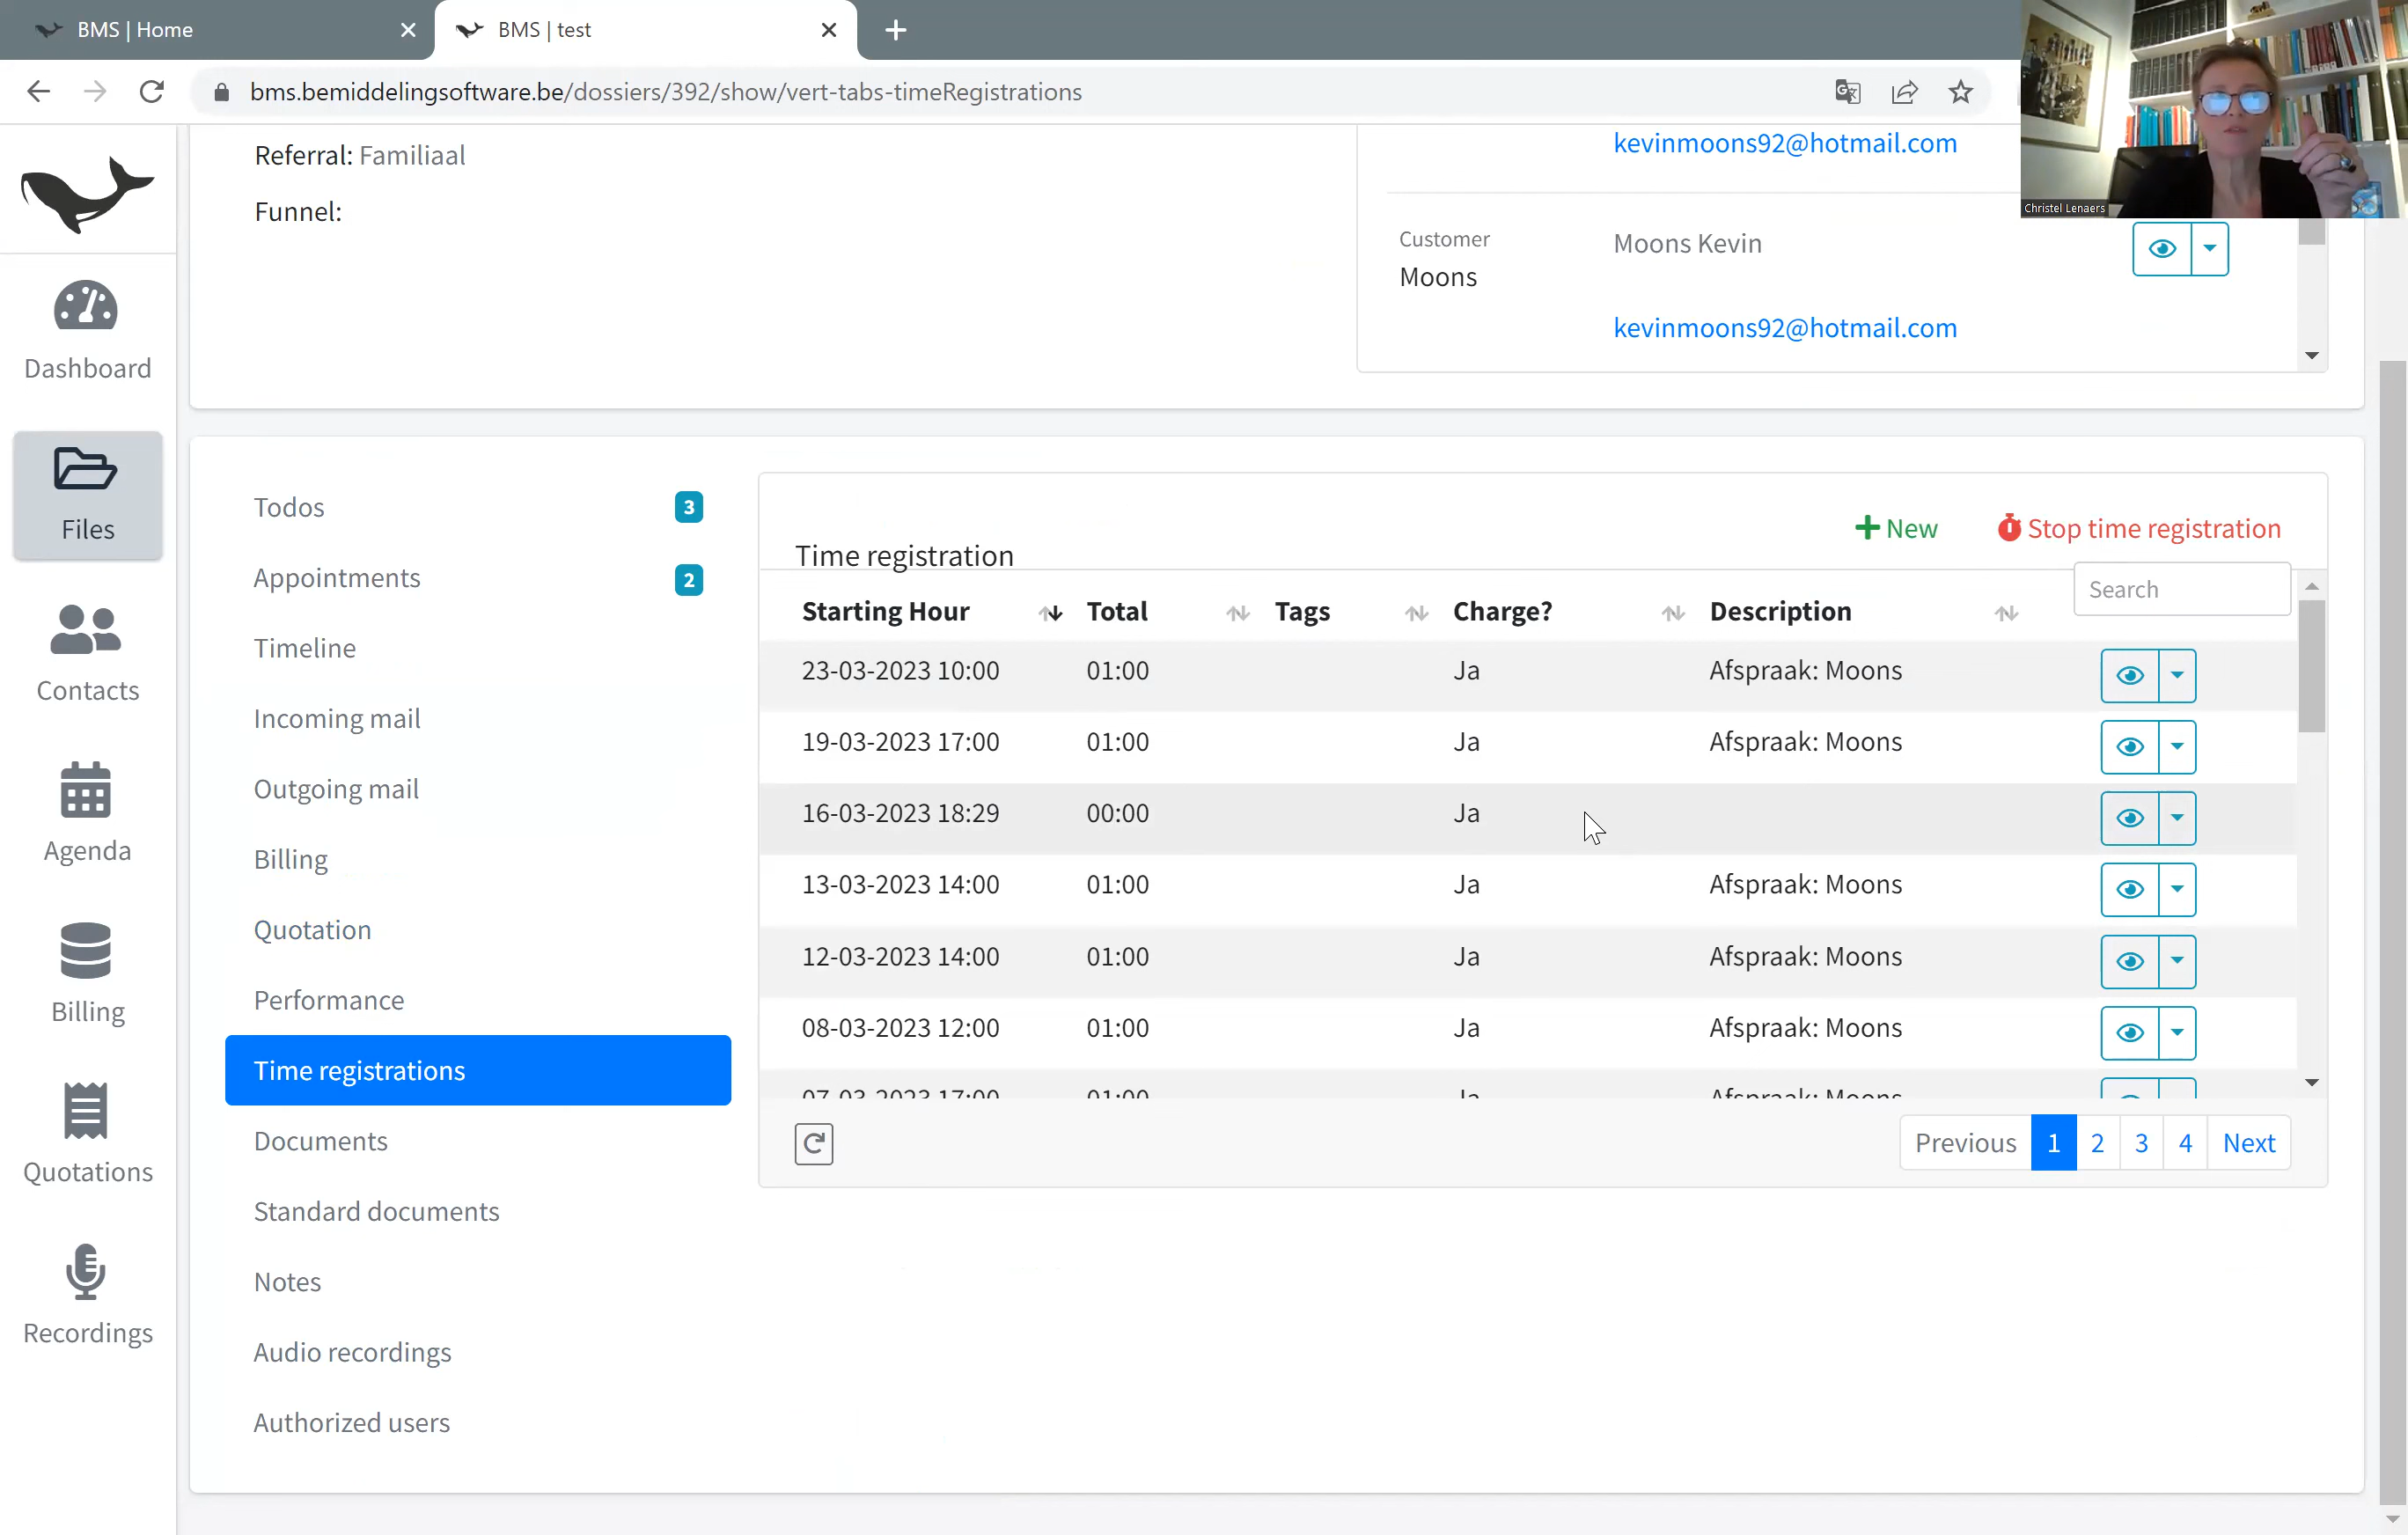 BMS | Home
BMS | test
bms.bemiddelingsoftware.be/dossiers/392/show/vert-tabs-timeRegistrations
Christel Lenaers
Referral: Familiaal
Funnel:
kevinmoons92@hotmail.com
Customer
Moons
Moons Kevin
kevinmoons92@hotmail.com
Dashboard
Files
Contacts
Agenda
Billing
Quotations
Recordings
Todos 3
Appointments 2
Timeline
Incoming mail
Outgoing mail
Billing
Quotation
Performance
Time registrations
Documents
Standard documents
Notes
Audio recordings
Authorized users
New Stop time registration
Time registration
Search
Starting Hour Total Tags Charge? Description
23-03-2023 10:00 01:00 Ja Afspraak: Moons
19-03-2023 17:00 01:00 Ja Afspraak: Moons
16-03-2023 18:29 00:00 Ja
13-03-2023 14:00 01:00 Ja Afspraak: Moons
12-03-2023 14:00 01:00 Ja Afspraak: Moons
08-03-2023 12:00 01:00 Ja Afspraak: Moons
07-03-2023 17:00 01:00 Ja Afspraak: Moons
Previous 1 2 3 4 Next